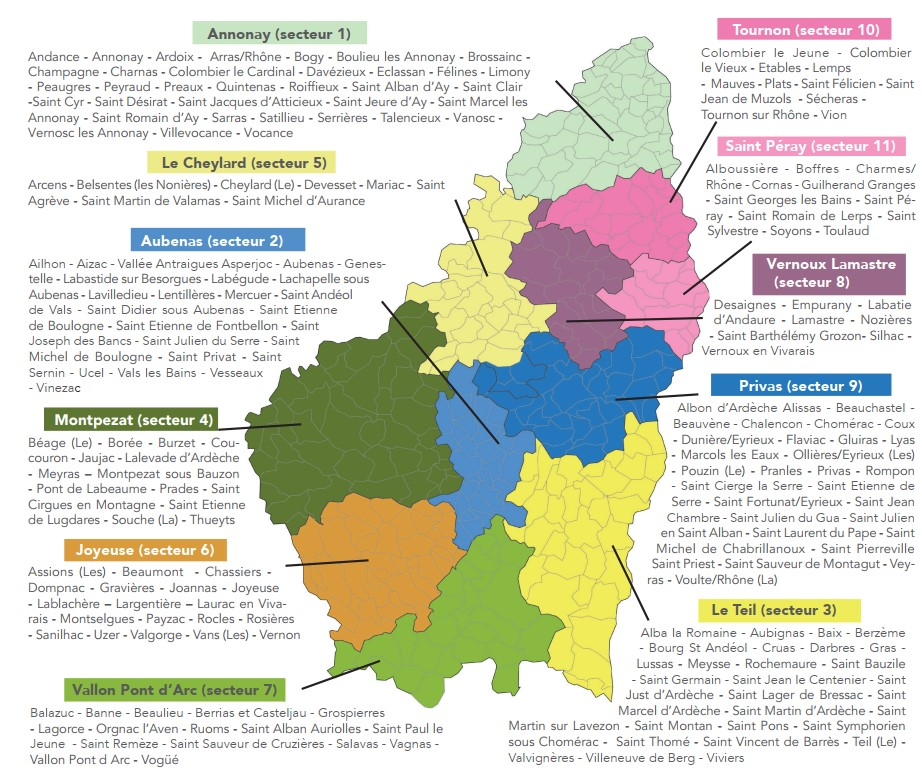 Annonay (secteur 1)
Andance - Annonay - Ardoix - Arras/Rhône - Bogy - Boulieu les Annonay - Brossainc -
Champagne - Charnas - Colombier le Cardinal - Davézieux - Eclassan - Félines - Limony
- Peaugres - Peyraud - Preaux - Quintenas - Roiffieux - Saint Alban d’Ay - Saint Clair
-Saint Cyr - Saint Désirat - Saint Jacques d’Atticieux - Saint Jeure d’Ay - Saint Marcel les
Annonay - Saint Romain d’Ay - Sarras - Satillieu - Serrières - Talencieux - Vanosc -
Vernosc les Annonay - Villevocance - Vocance
Le Cheylard (secteur 5)
Arcens - Belsentes (les Nonières) - Cheylard (Le) - Devesset - Mariac - Saint
Agrève - Saint Martin de Valamas - Saint Michel d’Aurance
Aubenas (secteur 2)
Ailhon - Aizac - Vallée Antraigues Asperjoc - Aubenas - Genes-
telle - Labastide sur Besorgues - Labégude - Lachapelle sous
Aubenas - Lavilledieu - Lentillères - Mercuer - Saint Andéol
de Vals - Saint Didier sous Aubenas - Saint Etienne
de Boulogne - Saint Etienne de Fontbellon - Saint
Joseph des Bancs - Saint Julien du Serre - Saint
Michel de Boulogne - Saint Privat - Saint
Sernin - Ucel - Vals les Bains - Vesseaux
- Vinezac
Montpezat (secteur 4)
Béage (Le) - Borée - Burzet - Cou-
couron - Jaujac - Lalevade d’Ardèche
- Meyras – Montpezat sous Bauzon
- Pont de Labeaume - Prades - Saint
Cirgues en Montagne - Saint Etienne
de Lugdares - Souche (La) - Thueyts
Joyeuse (secteur 6)
Assions (Les) - Beaumont - Chassiers -
Dompnac - Gravières - Joannas - Joyeuse
- Lablachère – Largentière – Laurac en Viva-
rais - Montselgues - Payzac - Rocles - Rosières
- Sanilhac - Uzer - Valgorge - Vans (Les) - Vernon
Vallon Pont d’Arc (secteur 7)
Balazuc - Banne - Beaulieu - Berrias et Casteljau - Grospierres
- Lagorce - Orgnac l’Aven - Ruoms - Saint Alban Auriolles - Saint Paul le
Jeune - Saint Remèze - Saint Sauveur de Cruzières - Salavas - Vagnas -
Vallon Pont d Arc - Vogüé
Tournon (secteur 10)
Colombier le Jeune - Colombier
le Vieux - Etables - Lemps
- Mauves - Plats - Saint Félicien - Saint
Jean de Muzols - Sécheras -
Tournon sur Rhône - Vion
Saint Péray (secteur 11)
Alboussière - Boffres - Charmes/
Rhône - Cornas - Guilherand Granges
- Saint Georges les Bains - Saint Pé-
ray - Saint Romain de Lerps - Saint
Sylvestre - Soyons - Toulaud
Vernoux Lamastre
(secteur 8)
Desaignes - Empurany - Labatie
d’Andaure - Lamastre - Nozières
- Saint Barthélémy Grozon- Silhac -
Vernoux en Vivarais
Privas (secteur 9)
Albon d’Ardèche Alissas - Beauchastel -
Beauvène - Chalencon - Chomérac - Coux
- Dunière/Eyrieux - Flaviac - Gluiras - Lyas
- Marcols les Eaux - Ollières/Eyrieux (Les)
- Pouzin (Le) - Pranles - Privas - Rompon
- Saint Cierge la Serre - Saint Etienne de
Serre - Saint Fortunat/Eyrieux - Saint Jean
Chambre - Saint Julien du Gua - Saint Julien
en Saint Alban - Saint Laurent du Pape - Saint
Michel de Chabrillanoux - Saint Pierreville
Saint Priest - Saint Sauveur de Montagut - Vey-
ras - Voulte/Rhône (La)
Le Teil (secteur 3)
Alba la Romaine - Aubignas - Baix - Berzème
- Bourg St Andéol - Cruas - Darbres - Gras -
Lussas - Meysse - Rochemaure - Saint Bauzile
- Saint Germain - Saint Jean le Centenier - Saint
Just d’Ardèche - Saint Lager de Bressac - Saint
Marcel d’Ardèche - Saint Martin d’Ardèche - Saint
Martin sur Lavezon - Saint Montan - Saint Pons - Saint Symphorien
sous Chomérac - Saint Thomé - Saint Vincent de Barrès - Teil (Le) -
Valvignères - Villeneuve de Berg - Viviers